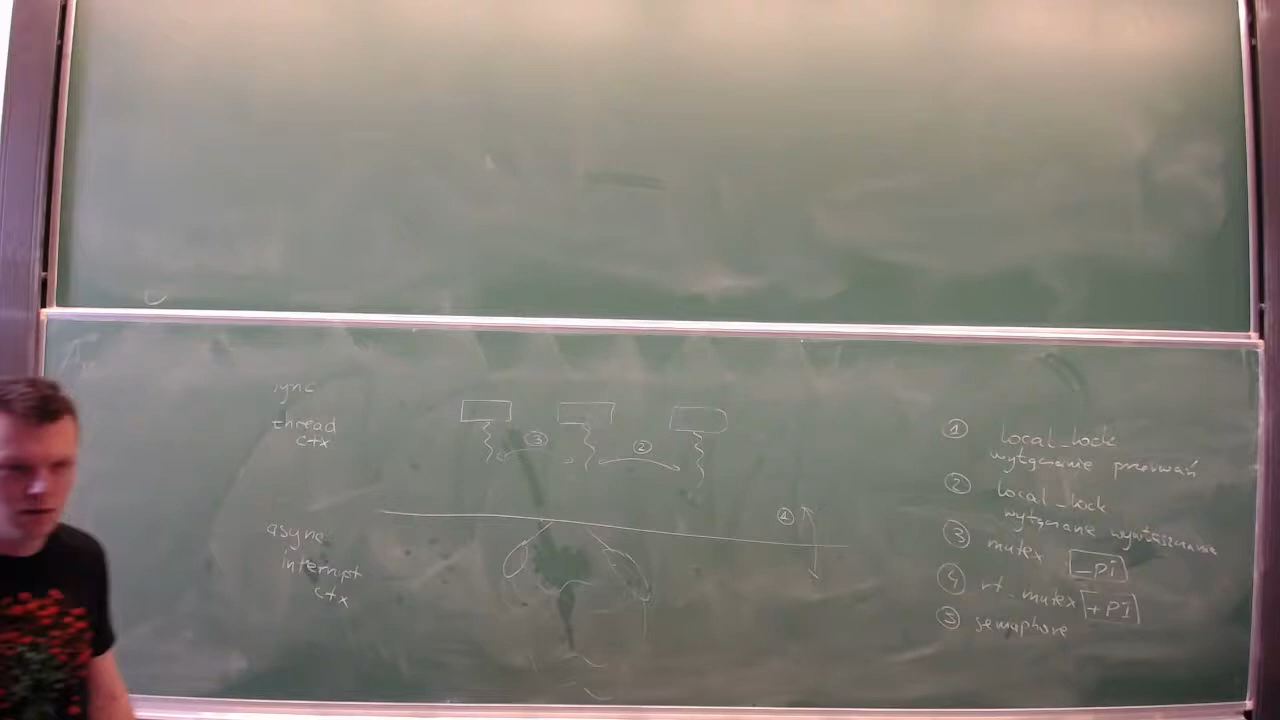 sync
thread
ctx
③
②
①
async
interrupt
ctx
① local_lock
wyłączanie przerwań
② local_lock
wyłączanie wywłaszczania
③ mutex -PI
④ rt_mutex +PI
③ semaphore